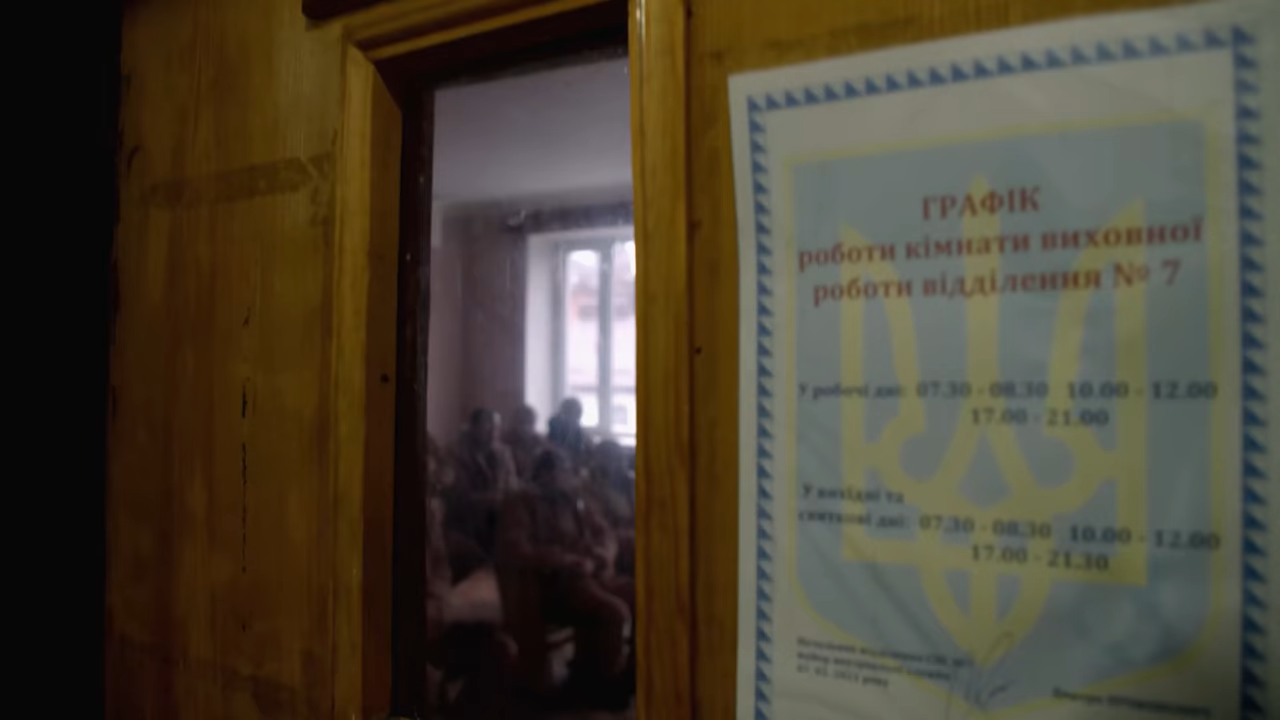 ГРАФІК
роботи кімнати виховної
роботи відділення № 7
У робочі дні: 07.30 - 08.30 10.00 - 12.00
17.00 - 21.00
У вихідні та
святкові дні: 07.30 - 08.30 10.00 - 12.00
17.00 - 21.30